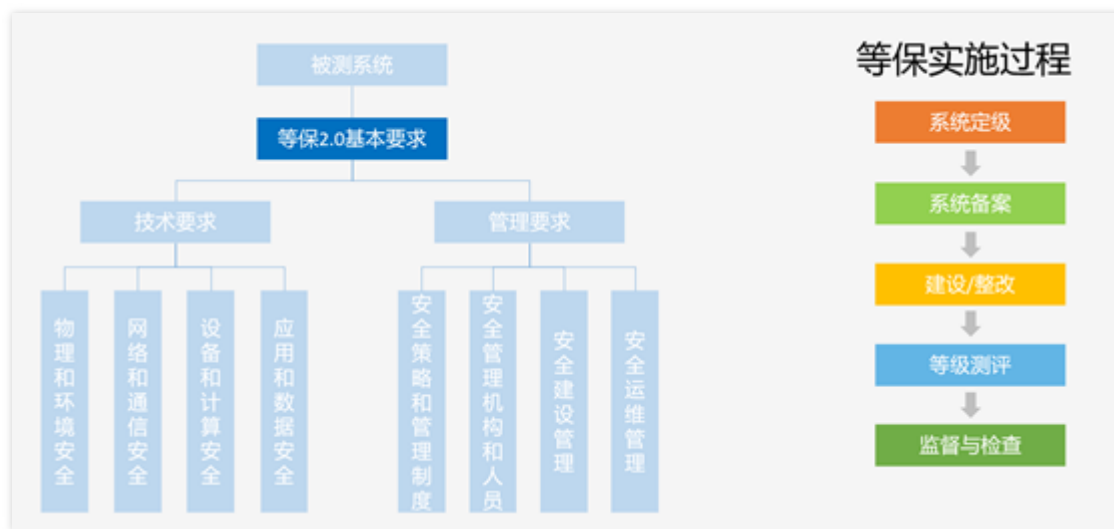 被测系统
等保2.0基本要求
技术要求
管理要求
物理和环境安全
网络和通信安全
设备和计算安全
应用和数据安全
安全策略和管理制度
安全管理机构和人员
安全建设管理
安全运维管理
等保实施过程
系统定级
系统备案
建设/整改
等级测评
监督与检查